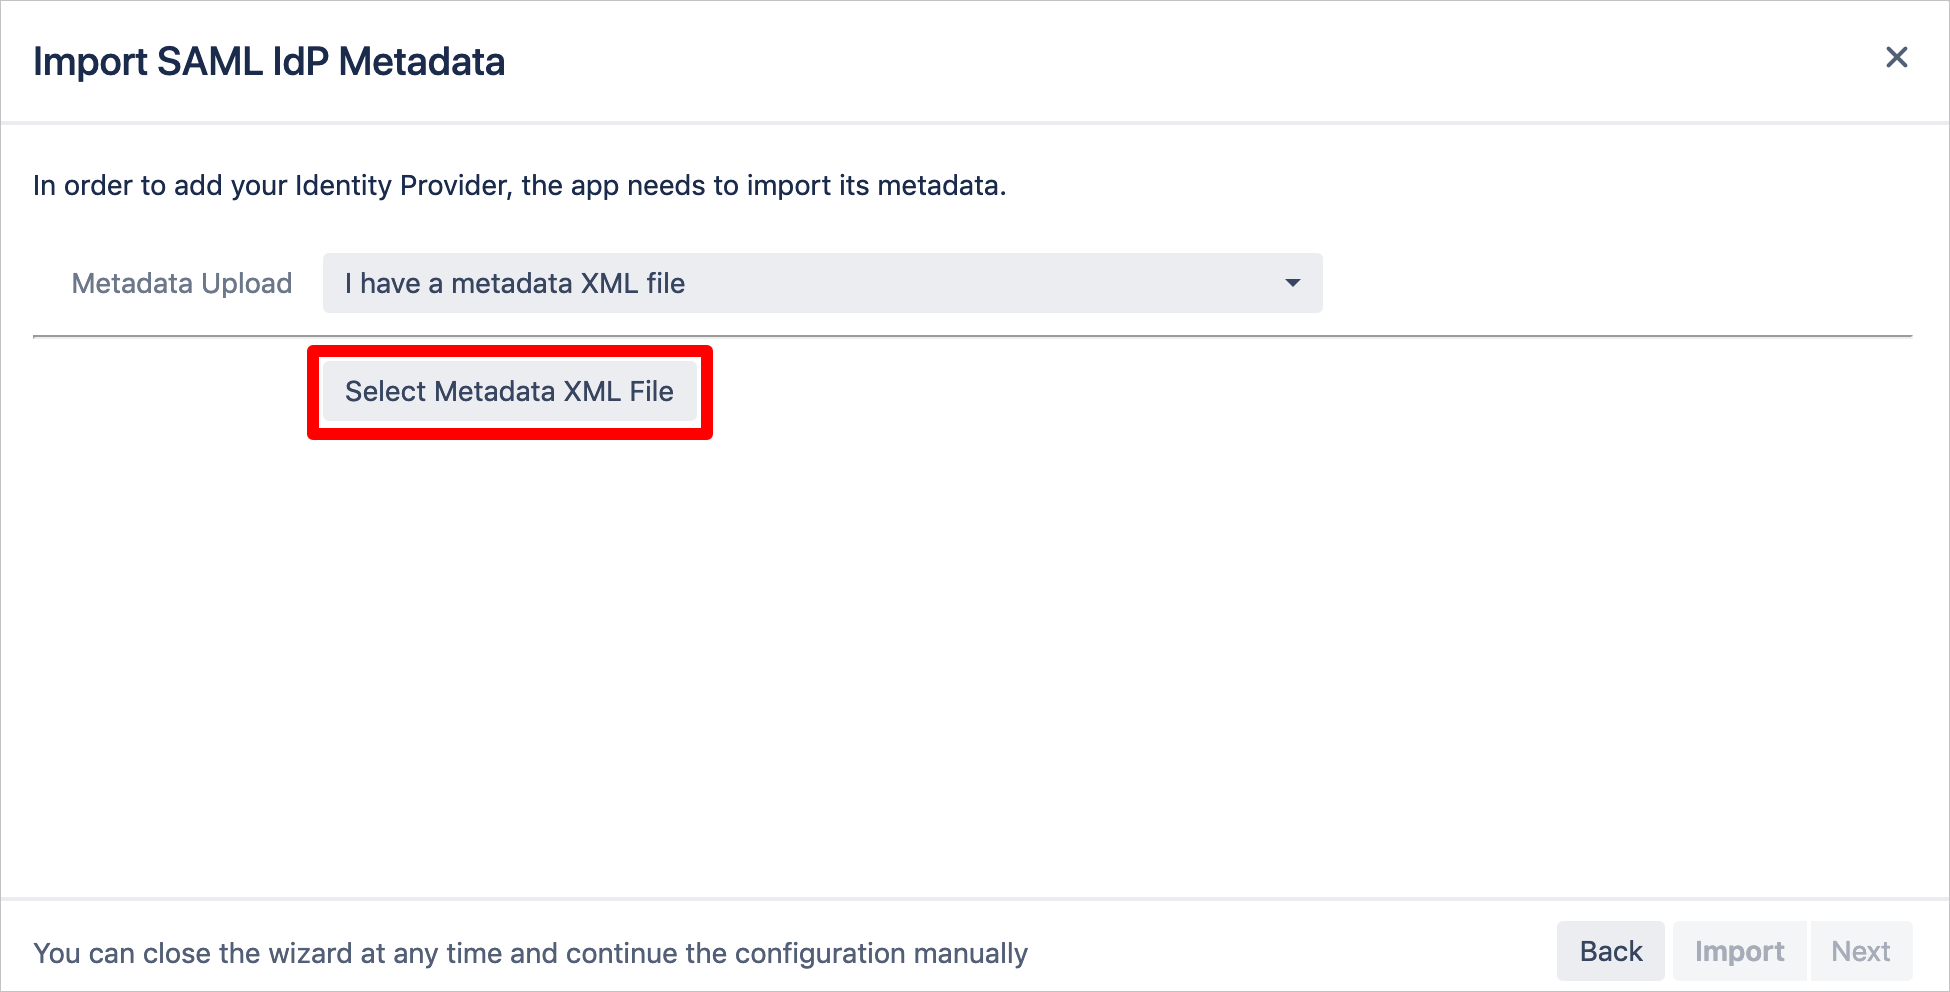 Import SAML IdP Metadata
In order to add your Identity Provider, the app needs to import its metadata.
Metadata Upload I have a metadata XML file
Select Metadata XML File
You can close the wizard at any time and continue the configuration manually
Back Import Next